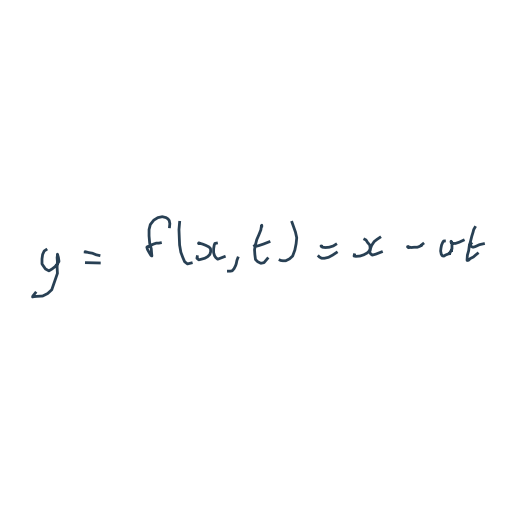 y = f(x, t) = x - vt